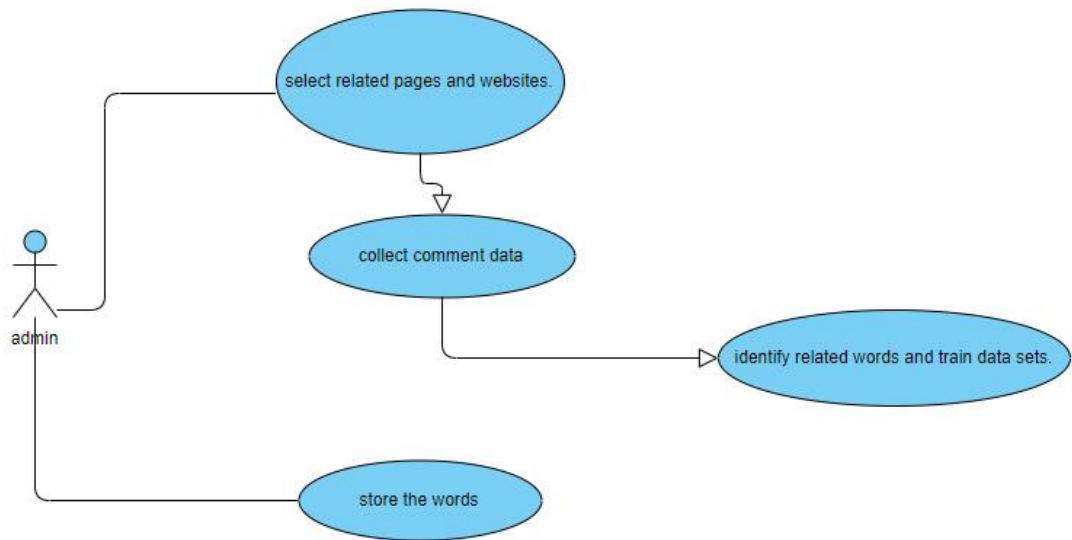 select related pages and websites.
collect comment data
admin
identify related words and train data sets.
store the words